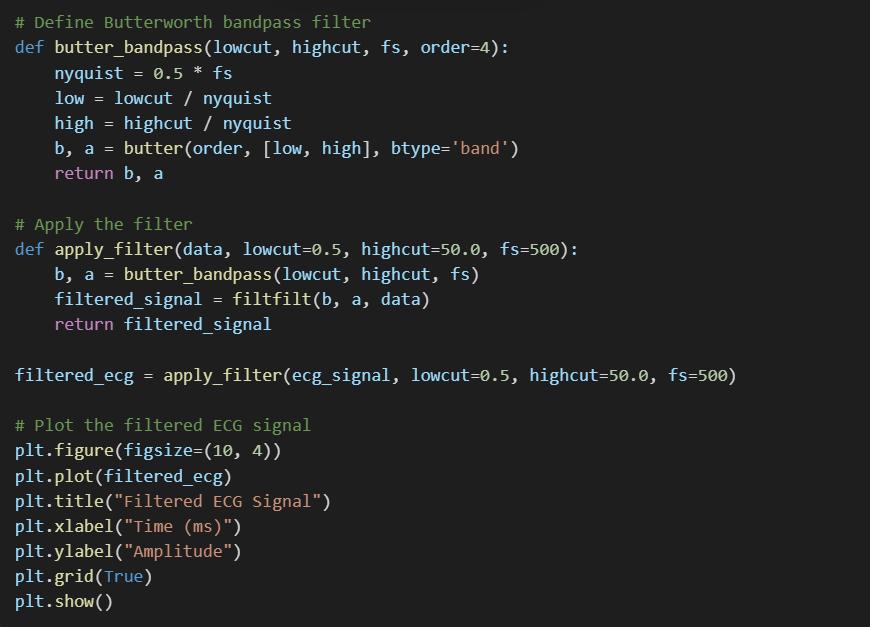 # Define Butterworth bandpass filter
def butter_bandpass(lowcut, highcut, fs, order=4):
    nyquist = 0.5 * fs
    low = lowcut / nyquist
    high = highcut / nyquist
    b, a = butter(order, [low, high], btype='band')
    return b, a

# Apply the filter
def apply_filter(data, lowcut=0.5, highcut=50.0, fs=500):
    b, a = butter_bandpass(lowcut, highcut, fs)
    filtered_signal = filtfilt(b, a, data)
    return filtered_signal

filtered_ecg = apply_filter(ecg_signal, lowcut=0.5, highcut=50.0, fs=500)

# Plot the filtered ECG signal
plt.figure(figsize=(10, 4))
plt.plot(filtered_ecg)
plt.title("Filtered ECG Signal")
plt.xlabel("Time (ms)")
plt.ylabel("Amplitude")
plt.grid(True)
plt.show()